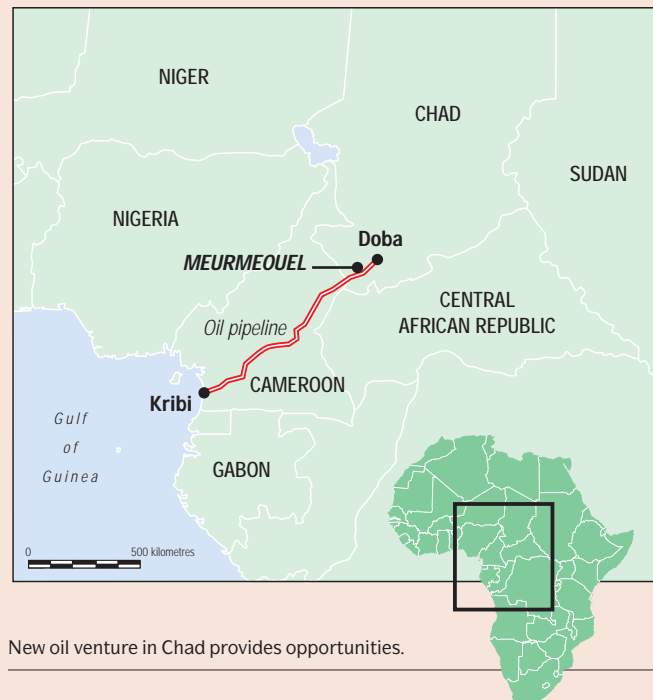 NIGER
CHAD
SUDAN
NIGERIA
Doba
MEURMEOUEL
CENTRAL
AFRICAN REPUBLIC
Oil pipeline
CAMEROON
Kribi
Gulf
of
Guinea
GABON
0 500 kilometres
New oil venture in Chad provides opportunities.